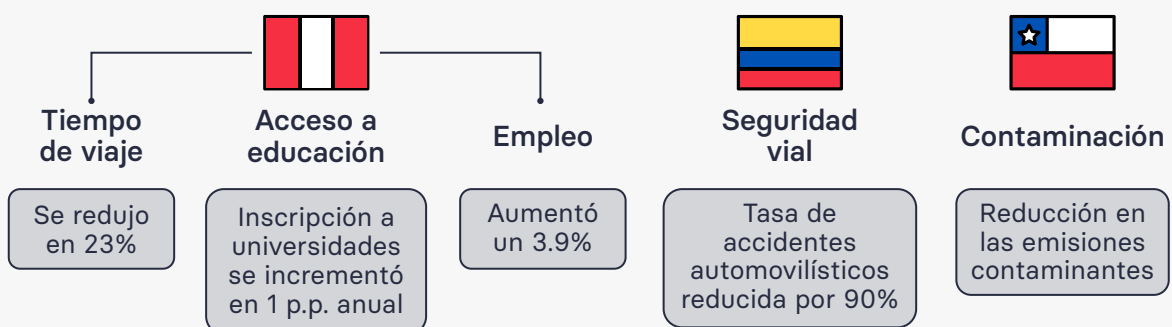 Tiempo
de viaje
Se redujo
en 23%
Acceso a
educación
Inscripción a
universidades
se incrementó
en 1 p.p. anual
Empleo
Aumentó
un 3.9%
Seguridad
vial
Tasa de
accidentes
automovilísticos
reducida por 90%
Contaminación
Reducción en
las emisiones
contaminantes